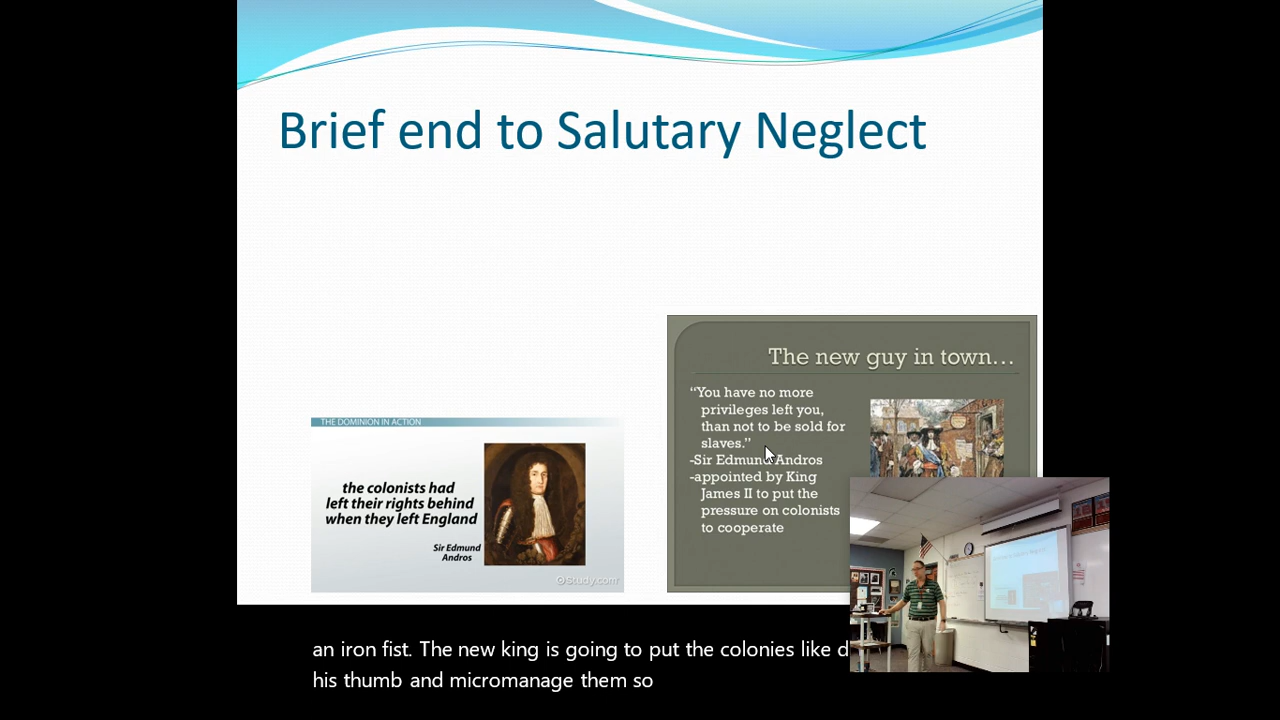 Brief end to Salutary Neglect
The new guy in town…
“You have no more
privileges left you,
than not to be sold for
slaves.”
-Sir Edmund Andros
-appointed by King
James II to put the
pressure on colonists
to cooperate
THE DOMINION IN ACTION
the colonists had
left their rights behind
when they left England
Sir Edmund
Andros
Study.com
an iron fist. The new king is going to put the colonies like d
his thumb and micromanage them so